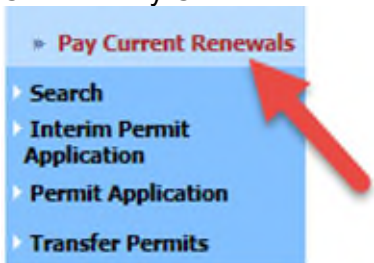 » Pay Current Renewals
Search
Interim Permit
Application
Permit Application
Transfer Permits